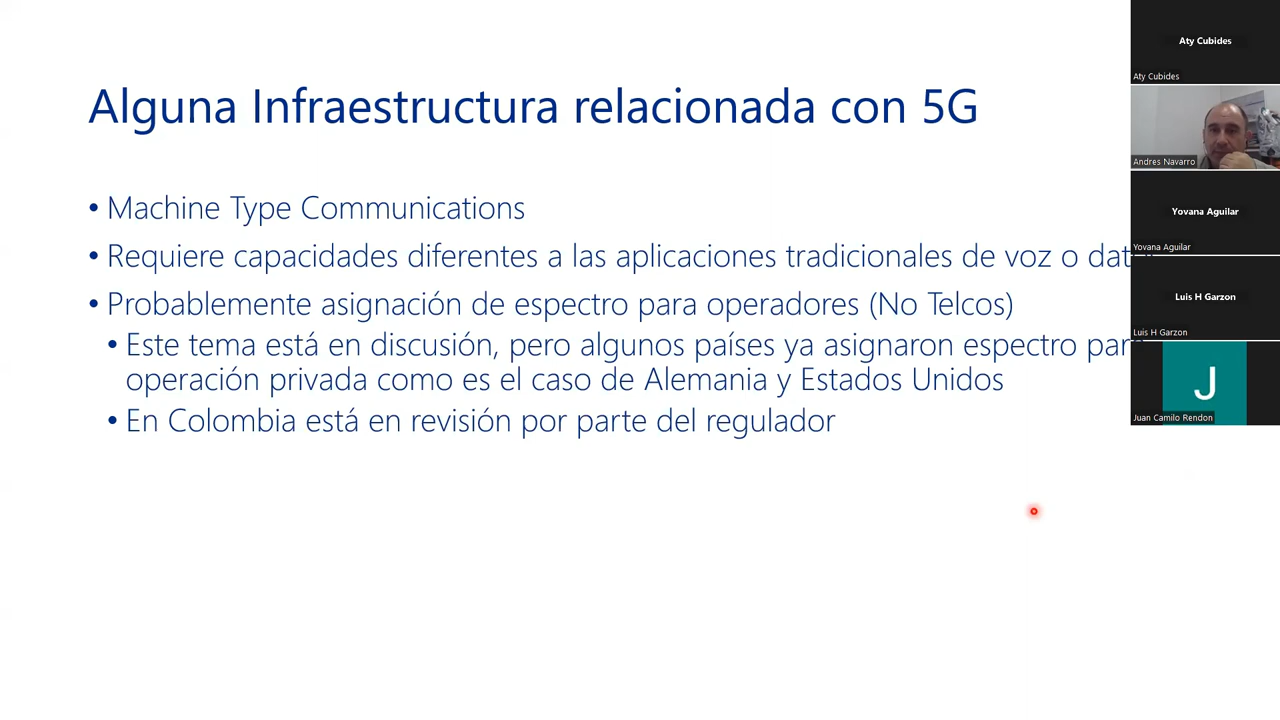 Alguna Infraestructura relacionada con 5G
• Machine Type Communications
• Requiere capacidades diferentes a las aplicaciones tradicionales de voz o
• Probablemente asignación de espectro para operadores (No Telcos)
• Este tema está en discusión, pero algunos países ya asignaron espectro
operación privada como es el caso de Alemania y Estados Unidos
• En Colombia está en revisión por parte del regulador
Aty Cubides
Aty Cubides
Andres Navarro
Yovana Aguilar
Yovana Aguilar
Luis H Garzon
Luis H Garzon
J
Juan Camilo Rendon